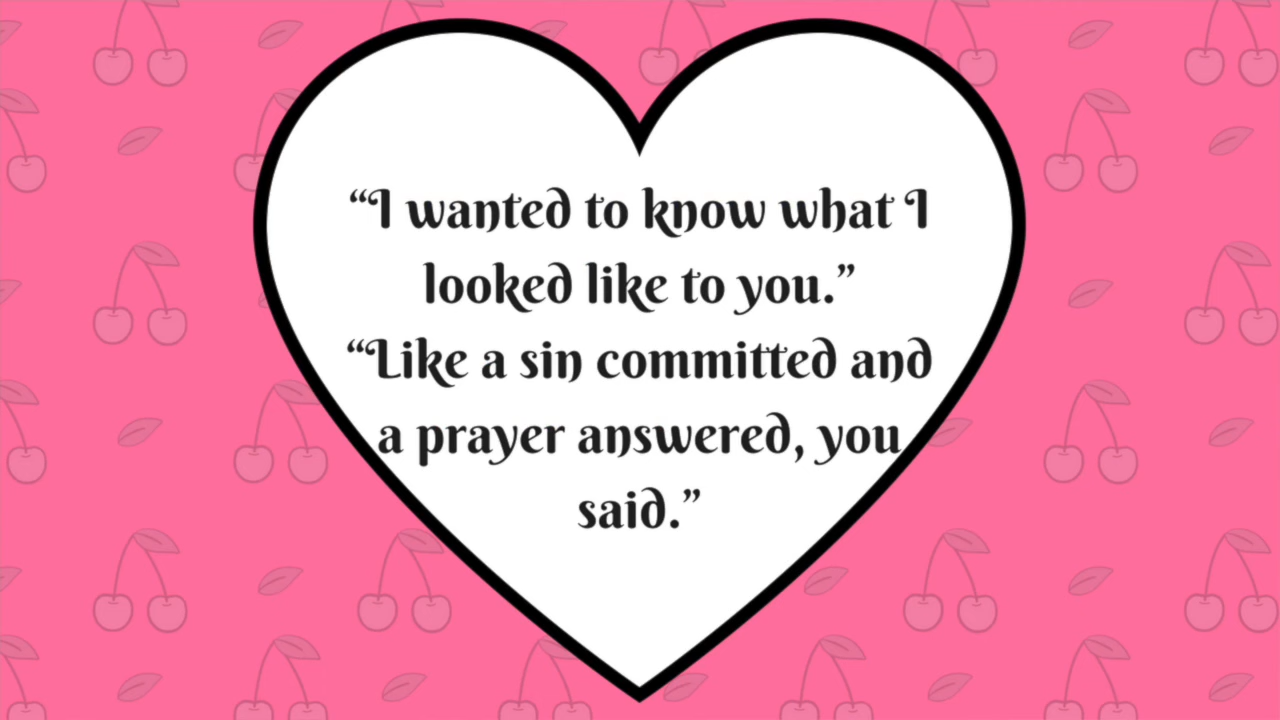 “I wanted to know what I
looked like to you.”
“Like a sin committed and
a prayer answered, you
said.”